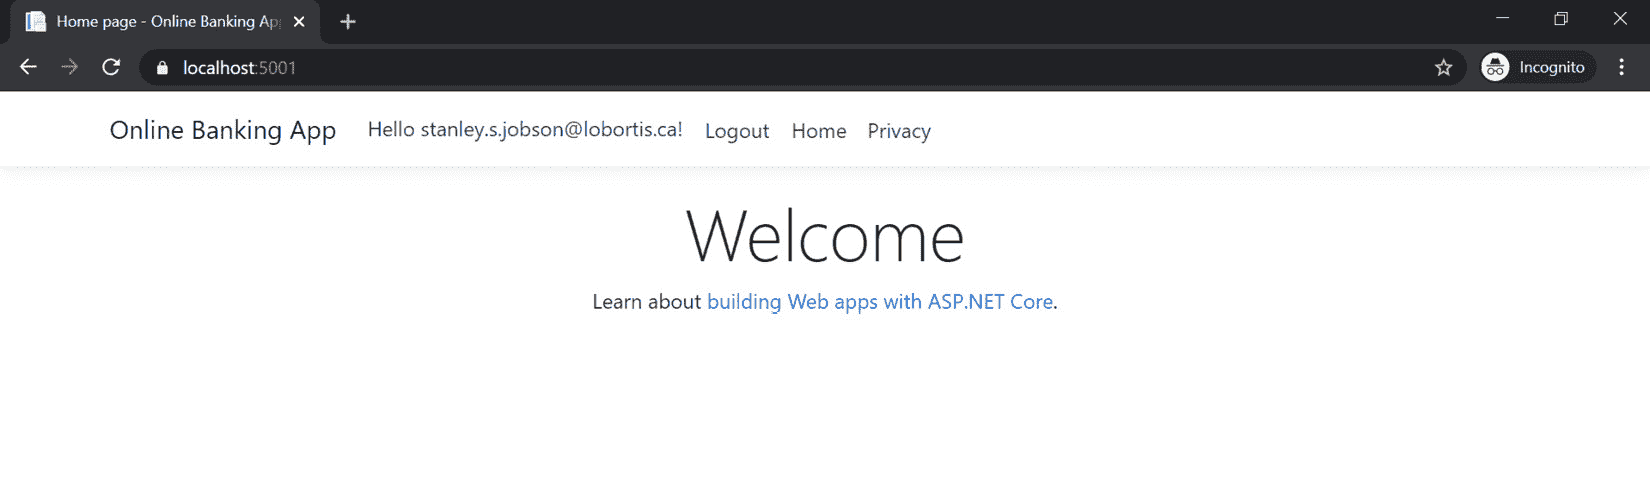 Home page - Online Banking Ap
localhost:5001
Incognito
Online Banking App Hello stanley.s.jobson@lobortis.ca! Logout Home Privacy
Welcome
Learn about building Web apps with ASP.NET Core.